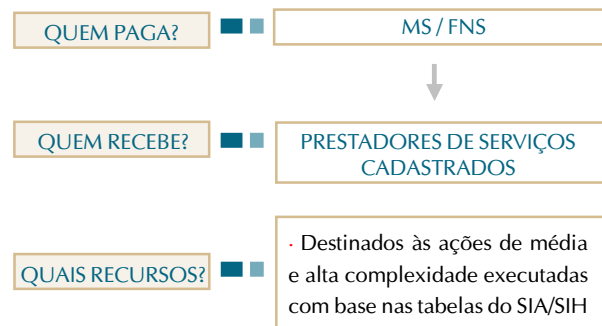 QUEM PAGA?
MS / FNS
QUEM RECEBE?
PRESTADORES DE SERVIÇOS
CADASTRADOS
QUAIS RECURSOS?
· Destinados às ações de média
e alta complexidade executadas
com base nas tabelas do SIA/SIH